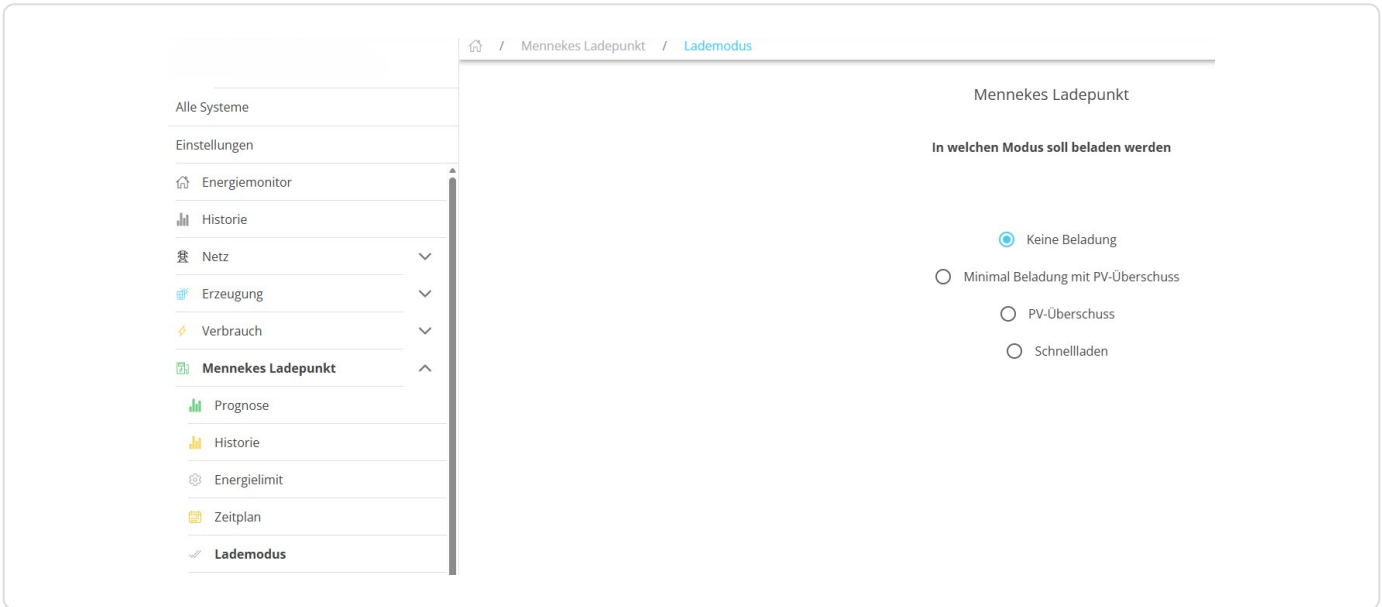 Mennekes Ladepunkt / Lademodus
Alle Systeme
Einstellungen
Energiemonitor
Historie
Netz
Erzeugung
Verbrauch
Mennekes Ladepunkt
Prognose
Historie
Energielimit
Zeitplan
Lademodus
Mennekes Ladepunkt
In welchen Modus soll beladen werden
Keine Beladung
Minimal Beladung mit PV-Überschuss
PV-Überschuss
Schnellladen